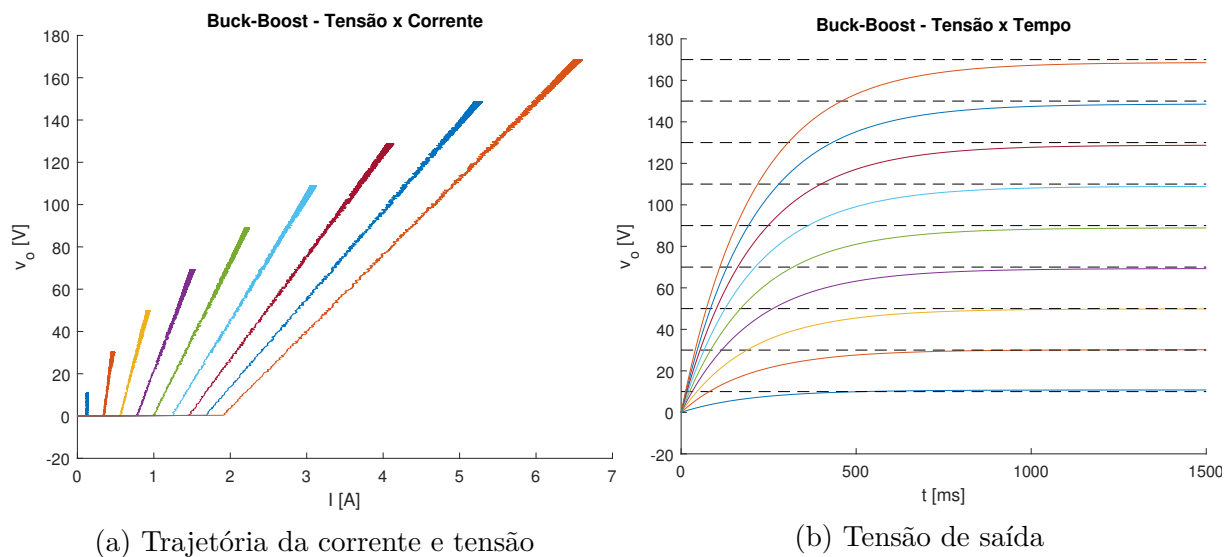 Buck-Boost - Tensão x Corrente
180
160
140
120
100
80
60
40
20
0
-20
v_o [V]
0 1 2 3 4 5 6 7
I [A]
(a) Trajetória da corrente e tensão
Buck-Boost - Tensão x Tempo
180
160
140
120
100
80
60
40
20
0
-20
v_o [V]
0 500 1000 1500
t [ms]
(b) Tensão de saída